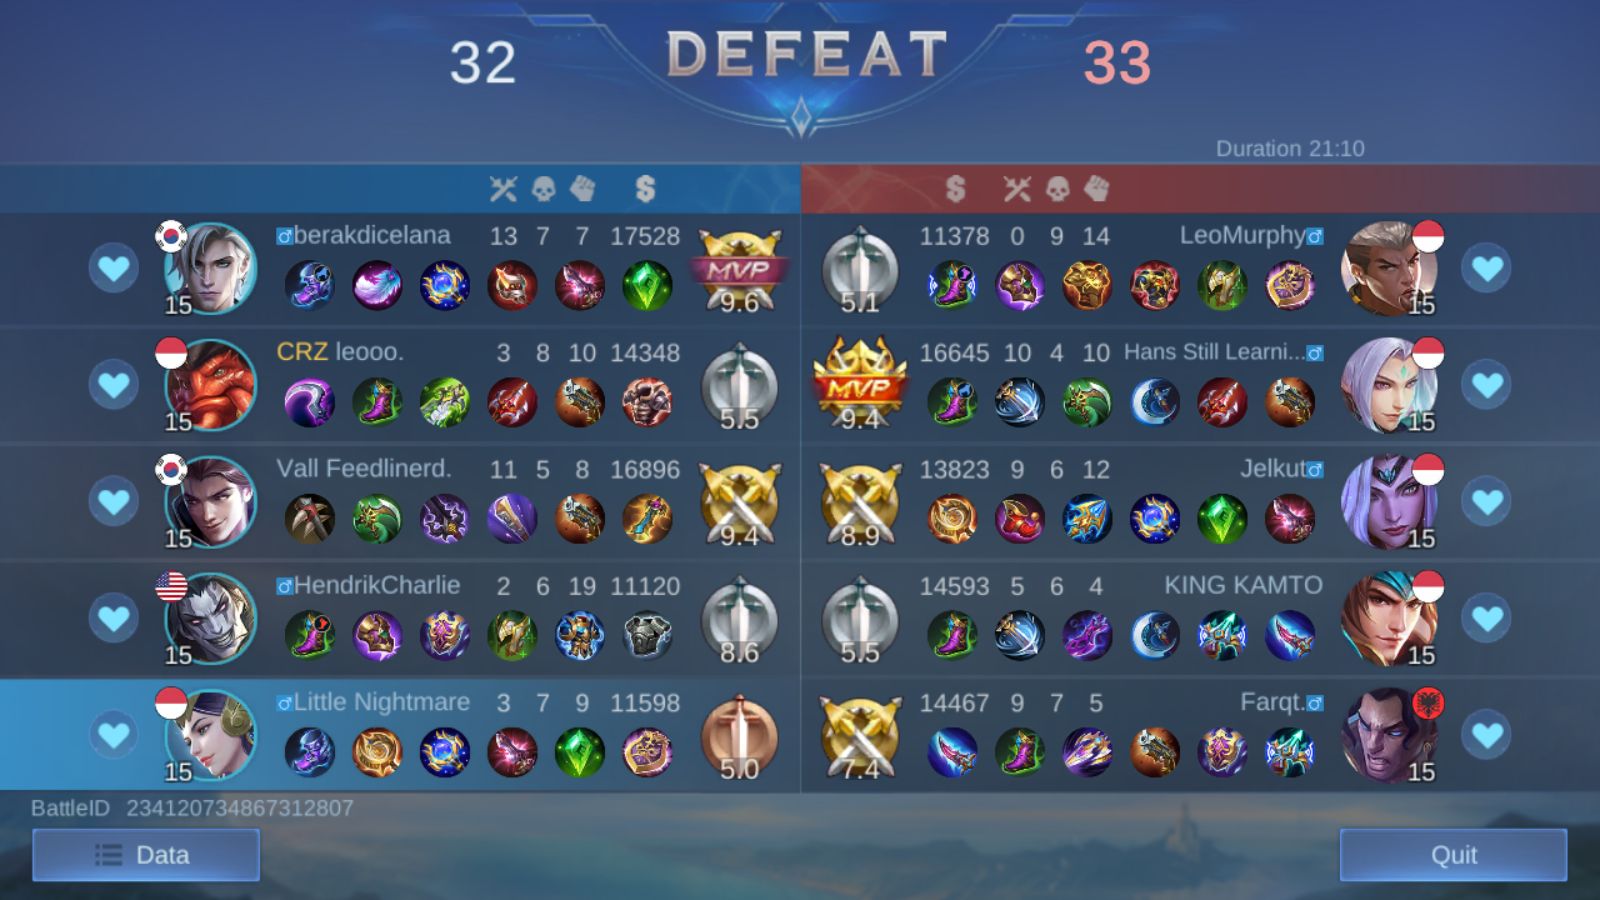 32 DEFEAT 33
Duration 21:10
berakdicelana 13 7 7 17528 MVP 9.6
15
5.1 11378 0 9 14 LeoMurphy
15
CRZ leooo. 3 8 10 14348 5.5
15
MVP 9.4 16645 10 4 10 Hans Still Learni...
15
Vall Feedlinerd. 11 5 8 16896 9.4
15
8.9 13823 9 6 12 Jelkut
15
HendrikCharlie 2 6 19 11120 8.6
15
5.5 14593 5 6 4 KING KAMTO
15
Little Nightmare 3 7 9 11598 5.0
15
7.4 14467 9 7 5 Farqt.
15
BattleID 234120734867312807
Data
Quit